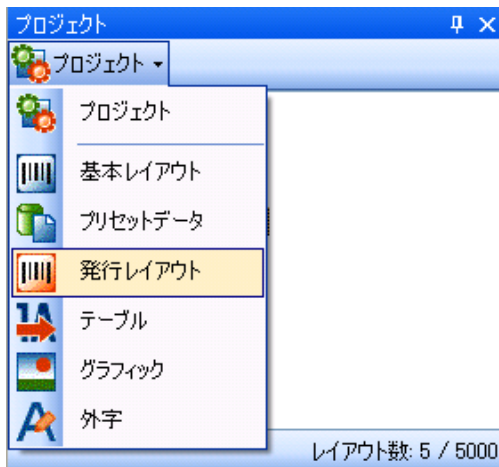 プロジェクト
プロジェクト
プロジェクト
基本レイアウト
プリセットデータ
発行レイアウト
テーブル
グラフィック
外字
レイアウト数: 5 / 5000